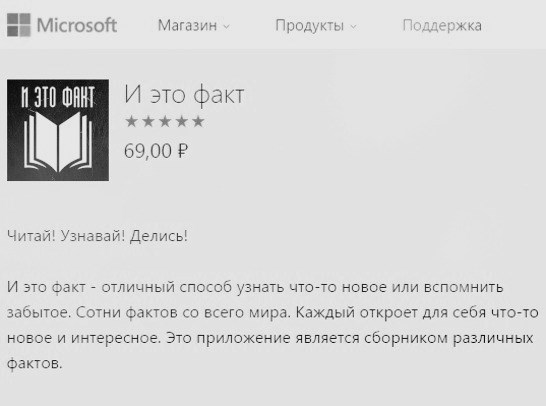 Microsoft Магазин Продукты Поддержка
И ЭТО ФАКТ
И это факт
69,00 ₽
Читай! Узнавай! Делись!
И это факт - отличный способ узнать что-то новое или вспомнить
забытое. Сотни фактов со всего мира. Каждый откроет для себя что-то
новое и интересное. Это приложение является сборником различных
фактов.